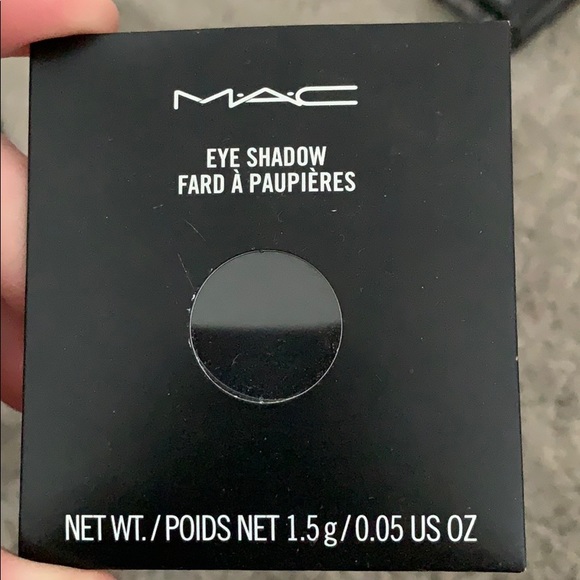 M·A·C
EYE SHADOW
FARD À PAUPIÈRES
NET WT./POIDS NET 1.5 g/0.05 US OZ